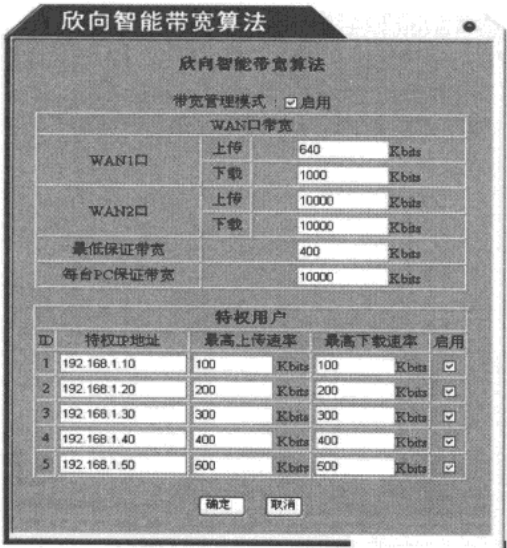 欣向智能带宽算法
欣向智能带宽算法
带宽管理模式：启用
WAN口带宽
WAN1口 上传 640 Kbits
下载 1000 Kbits
WAN2口 上传 10000 Kbits
下载 10000 Kbits
最低保证带宽 400 Kbits
每台PC保证带宽 10000 Kbits
特权用户
ID 特权IP地址 最高上传速率 最高下载速率 启用
1 192.168.1.10 100 Kbits 100 Kbits
2 192.168.1.20 200 Kbits 200 Kbits
3 192.168.1.30 300 Kbits 300 Kbits
4 192.168.1.40 400 Kbits 400 Kbits
5 192.168.1.50 500 Kbits 500 Kbits
确定 取消